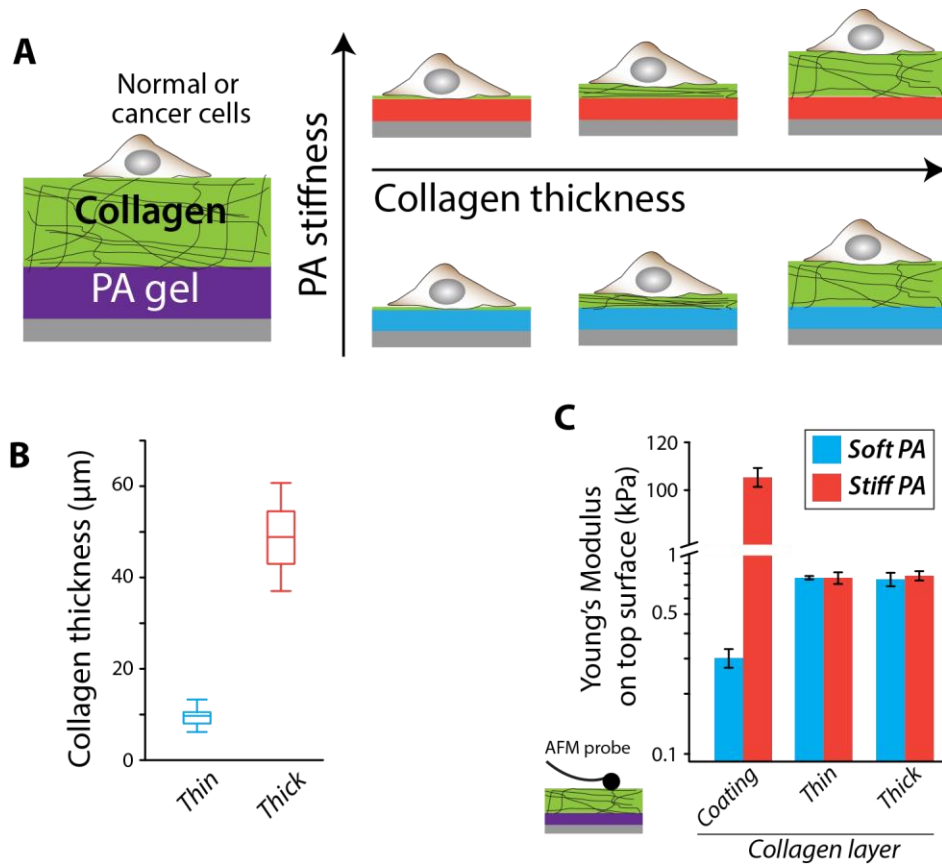 A
Normal or
cancer cells
Collagen
PA gel
PA stiffness
Collagen thickness
B
Collagen thickness (µm)
60
40
20
10
0
Thin
Thick
C
Soft PA
Stiff PA
Young's Modulus
on top surface (kPa)
120
100
1
0.5
0.1
AFM probe
Coating
Thin
Thick
Collagen layer